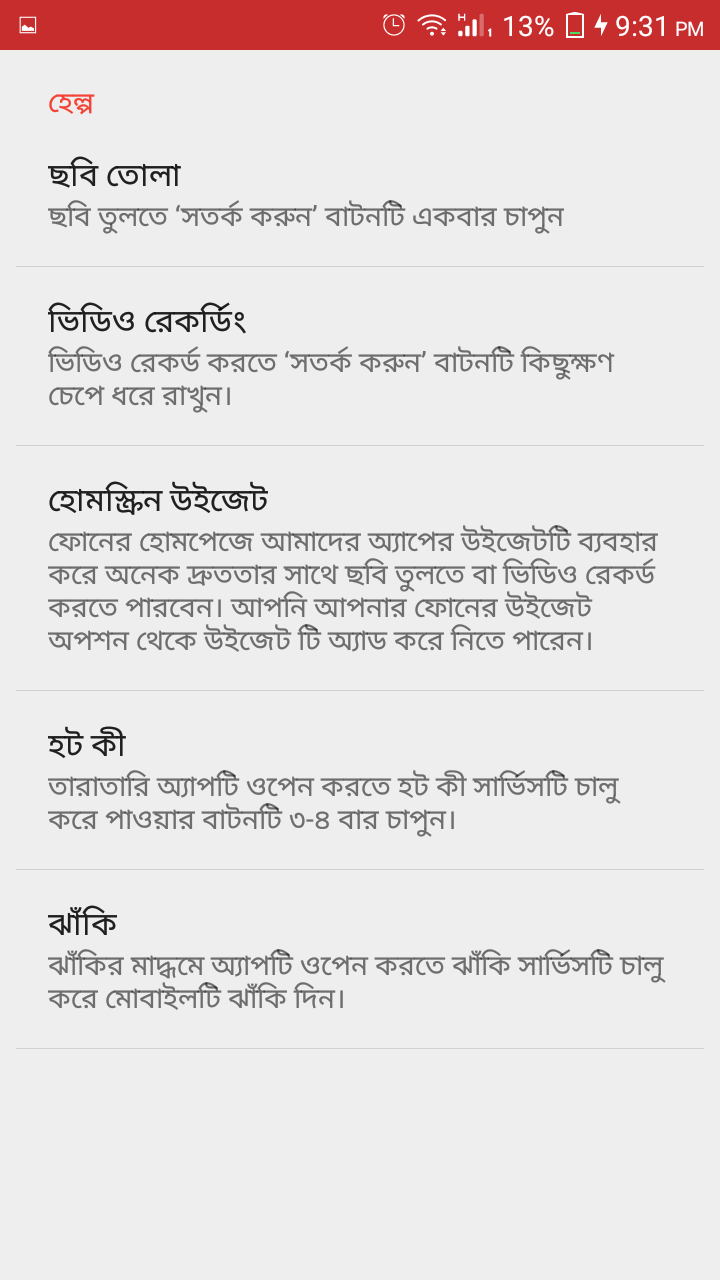 13% 9:31 PM
হেল্প
ছবি তোলা
ছবি তুলতে ‘সতর্ক করুন’ বাটনটি একবার চাপুন
ভিডিও রেকর্ডিং
ভিডিও রেকর্ড করতে ‘সতর্ক করুন’ বাটনটি কিছুক্ষণ
চেপে ধরে রাখুন।
হোমস্ক্রিন উইজেট
ফোনের হোমপেজে আমাদের অ্যাপের উইজেটটি ব্যবহার
করে অনেক দ্রুততার সাথে ছবি তুলতে বা ভিডিও রেকর্ড
করতে পারবেন। আপনি আপনার ফোনের উইজেট
অপশন থেকে উইজেট টি অ্যাড করে নিতে পারেন।
হট কী
তারাতারি অ্যাপটি ওপেন করতে হট কী সার্ভিসটি চালু
করে পাওয়ার বাটনটি ৩-৪ বার চাপুন।
ঝাঁকি
ঝাঁকির মাদ্ধমে অ্যাপটি ওপেন করতে ঝাঁকি সার্ভিসটি চালু
করে মোবাইলটি ঝাঁকি দিন।